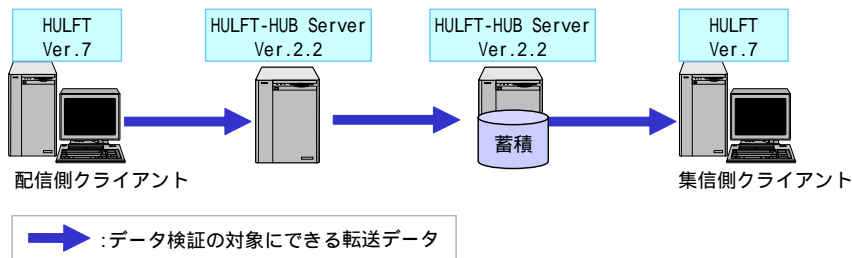 HULFT
Ver.7
HULFT-HUB Server
Ver.2.2
HULFT-HUB Server
Ver.2.2
HULFT
Ver.7
蓄積
配信側クライアント
集信側クライアント
:データ検証の対象にできる転送データ